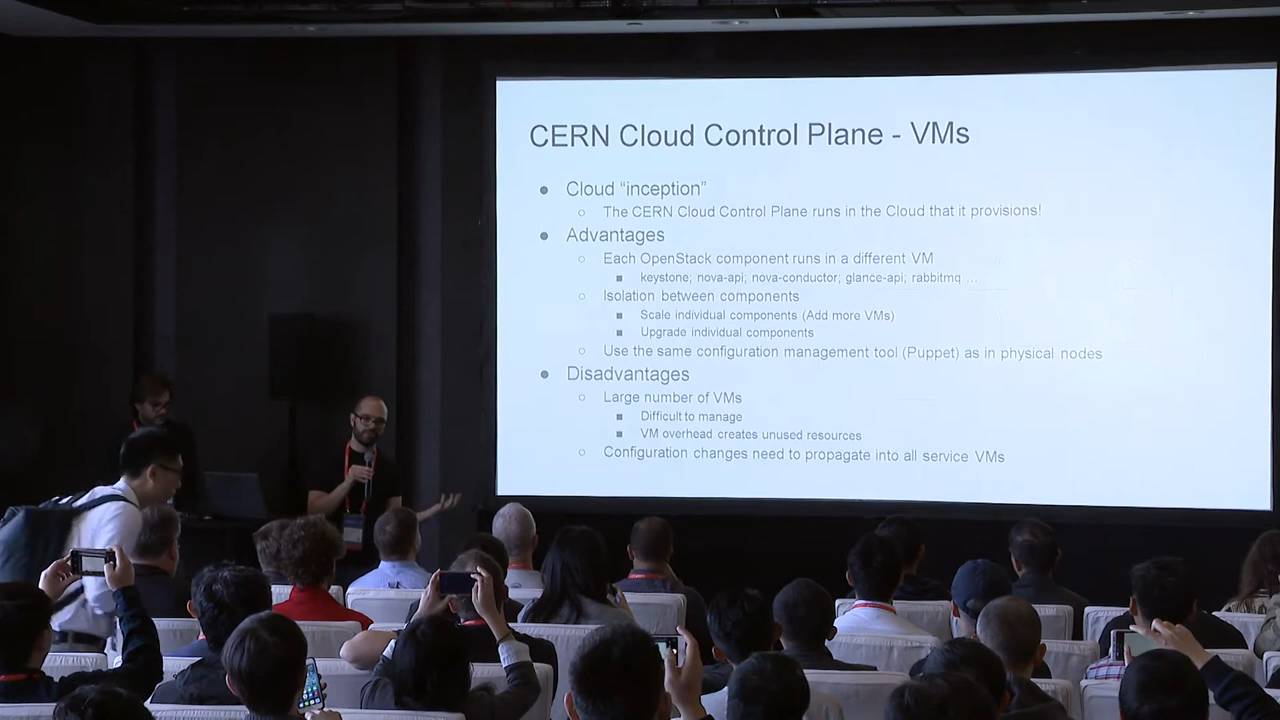 CERN Cloud Control Plane - VMs
● Cloud “inception”
○ The CERN Cloud Control Plane runs in the Cloud that it provisions!
● Advantages
○ Each OpenStack component runs in a different VM
■ keystone; nova-api; nova-conductor; glance-api; rabbitmq ...
○ Isolation between components
■ Scale individual components (Add more VMs)
■ Upgrade individual components
○ Use the same configuration management tool (Puppet) as in physical nodes
● Disadvantages
○ Large number of VMs
■ Difficult to manage
■ VM overhead creates unused resources
○ Configuration changes need to propagate into all service VMs